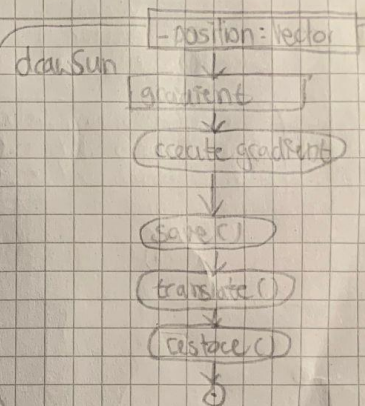 -position: Vector
drawSun
gradient
create gradient
save()
translate()
restore()